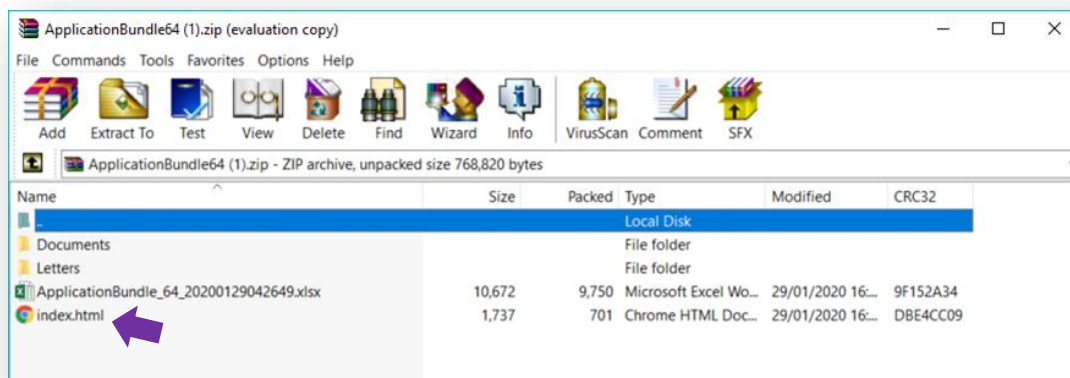 ApplicationBundle64 (1).zip (evaluation copy)
File Commands Tools Favorites Options Help
Add Extract To Test View Delete Find Wizard Info VirusScan Comment SFX
ApplicationBundle64 (1).zip - ZIP archive, unpacked size 768,820 bytes
Name Size Packed Type Modified CRC32
.. Local Disk
Documents File folder
Letters File folder
ApplicationBundle_64_20200129042649.xlsx 10,672 9,750 Microsoft Excel Wo... 29/01/2020 16:... 9F152A34
index.html 1,737 701 Chrome HTML Doc... 29/01/2020 16:... DBE4CC09